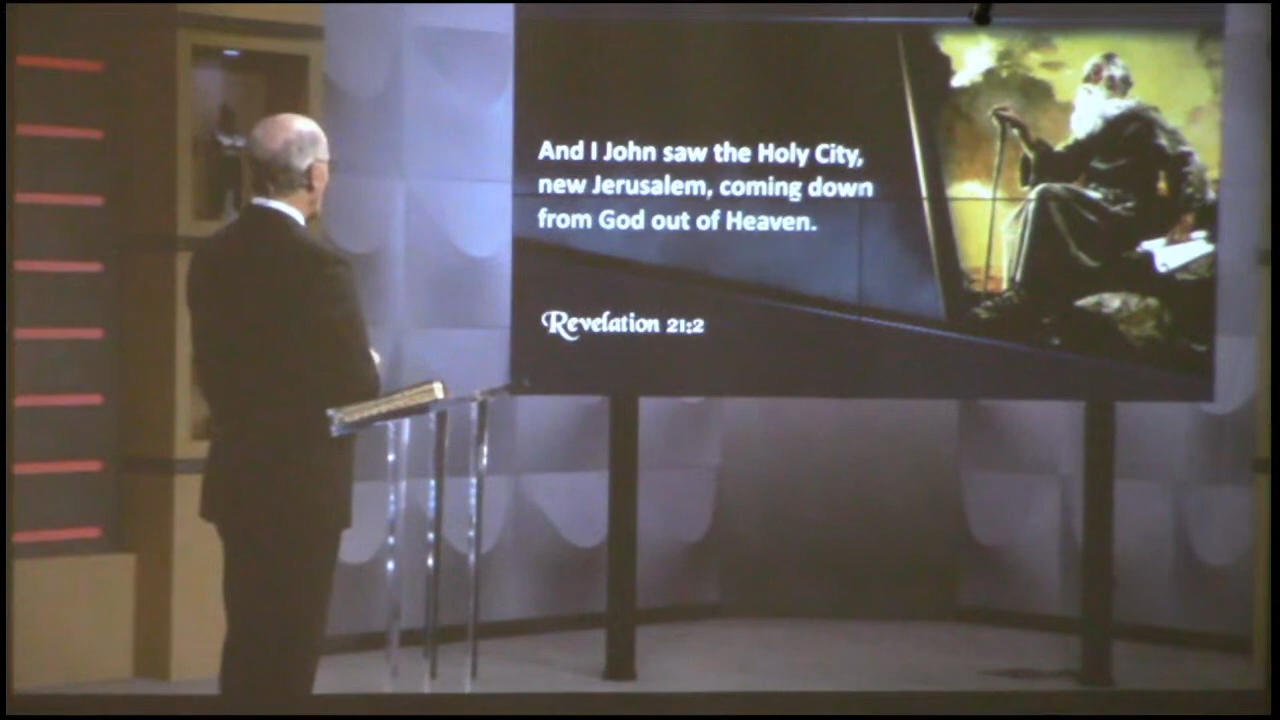 And I John saw the Holy City,
new Jerusalem, coming down
from God out of Heaven.
Revelation 21:2